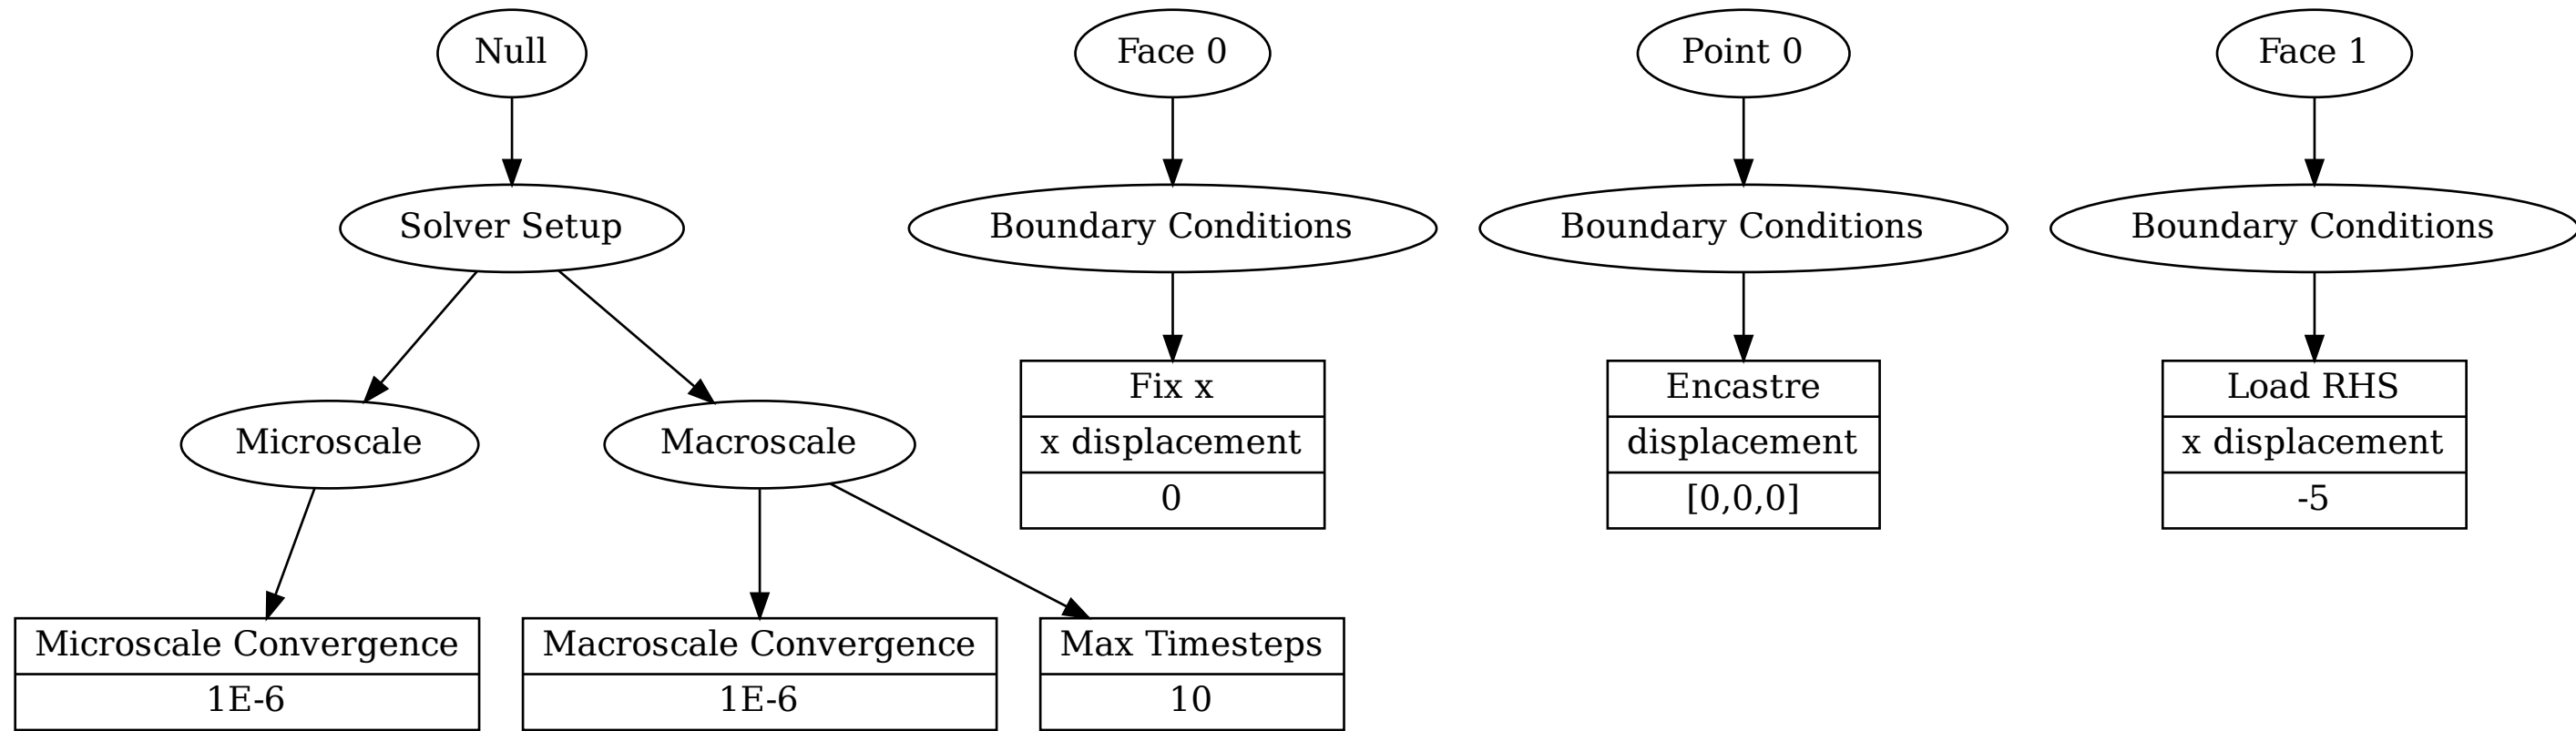 Null
Face 0
Point 0
Face 1
Solver Setup
Boundary Conditions
Boundary Conditions
Boundary Conditions
Microscale
Macroscale
Fix x
x displacement
0
Encastre
displacement
[0,0,0]
Load RHS
x displacement
-5
Microscale Convergence
1E-6
Macroscale Convergence
1E-6
Max Timesteps
10